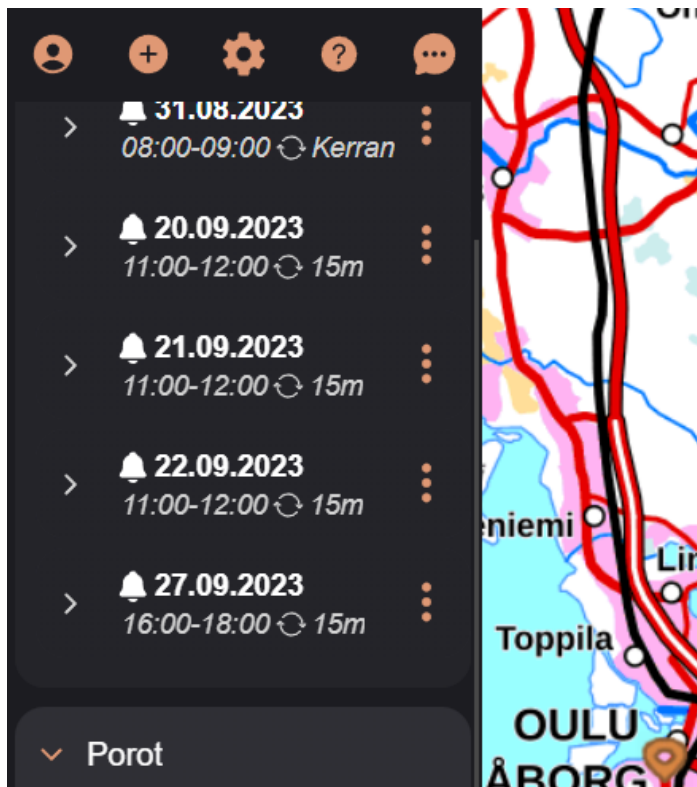 31.08.2023
08:00-09:00 Kerran
20.09.2023
11:00-12:00 15m
21.09.2023
11:00-12:00 15m
22.09.2023
11:00-12:00 15m
27.09.2023
16:00-18:00 15m
Porot
eniemi
Lin
Toppila
OULU
ÅBORG